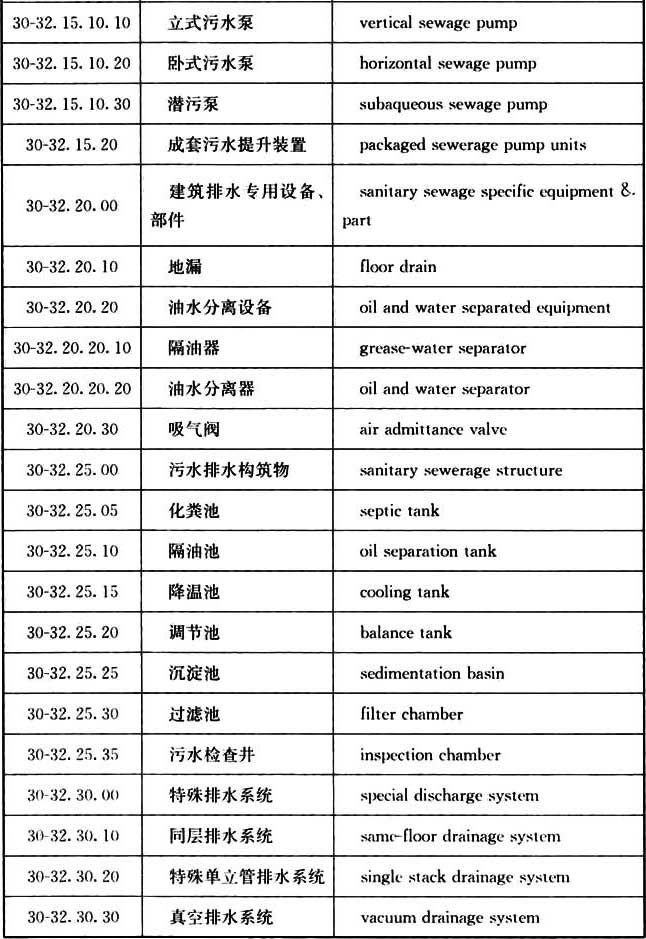 30-32.15.10.10 立式污水泵 vertical sewage pump
30-32.15.10.20 卧式污水泵 horizontal sewage pump
30-32.15.10.30 潜污泵 subaqueous sewage pump
30-32.15.20 成套污水提升装置 packaged sewerage pump units
30-32.20.00 建筑排水专用设备、 sanitary sewage specific equipment &
部件 part
30-32.20.10 地漏 floor drain
30-32.20.20 油水分离设备 oil and water separated equipment
30-32.20.20.10 隔油器 grease-water separator
30-32.20.20.20 油水分离器 oil and water separator
30-32.20.30 吸气阀 air admittance valve
30-32.25.00 污水排水构筑物 sanitary sewerage structure
30-32.25.05 化粪池 septic tank
30-32.25.10 隔油池 oil separation tank
30-32.25.15 降温池 cooling tank
30-32.25.20 调节池 balance tank
30-32.25.25 沉淀池 sedimentation basin
30-32.25.30 过滤池 filter chamber
30-32.25.35 污水检查井 inspection chamber
30-32.30.00 特殊排水系统 special discharge system
30-32.30.10 同层排水系统 same-floor drainage system
30-32.30.20 特殊单立管排水系统 single stack drainage system
30-32.30.30 真空排水系统 vacuum drainage system